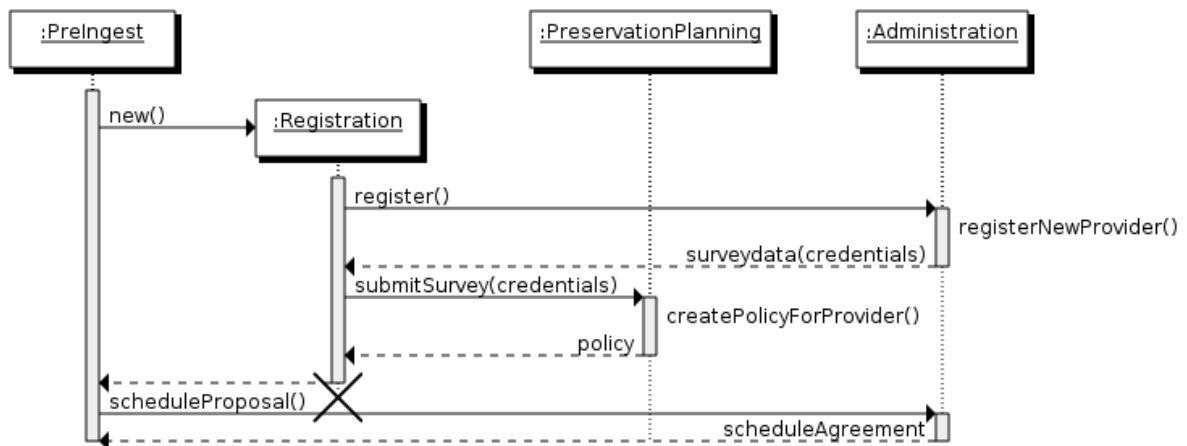 :PreIngest
:PreservationPlanning
:Administration
new()
:Registration
register()
registerNewProvider()
surveydata(credentials)
submitSurvey(credentials)
createPolicyForProvider()
policy
scheduleProposal()
scheduleAgreement